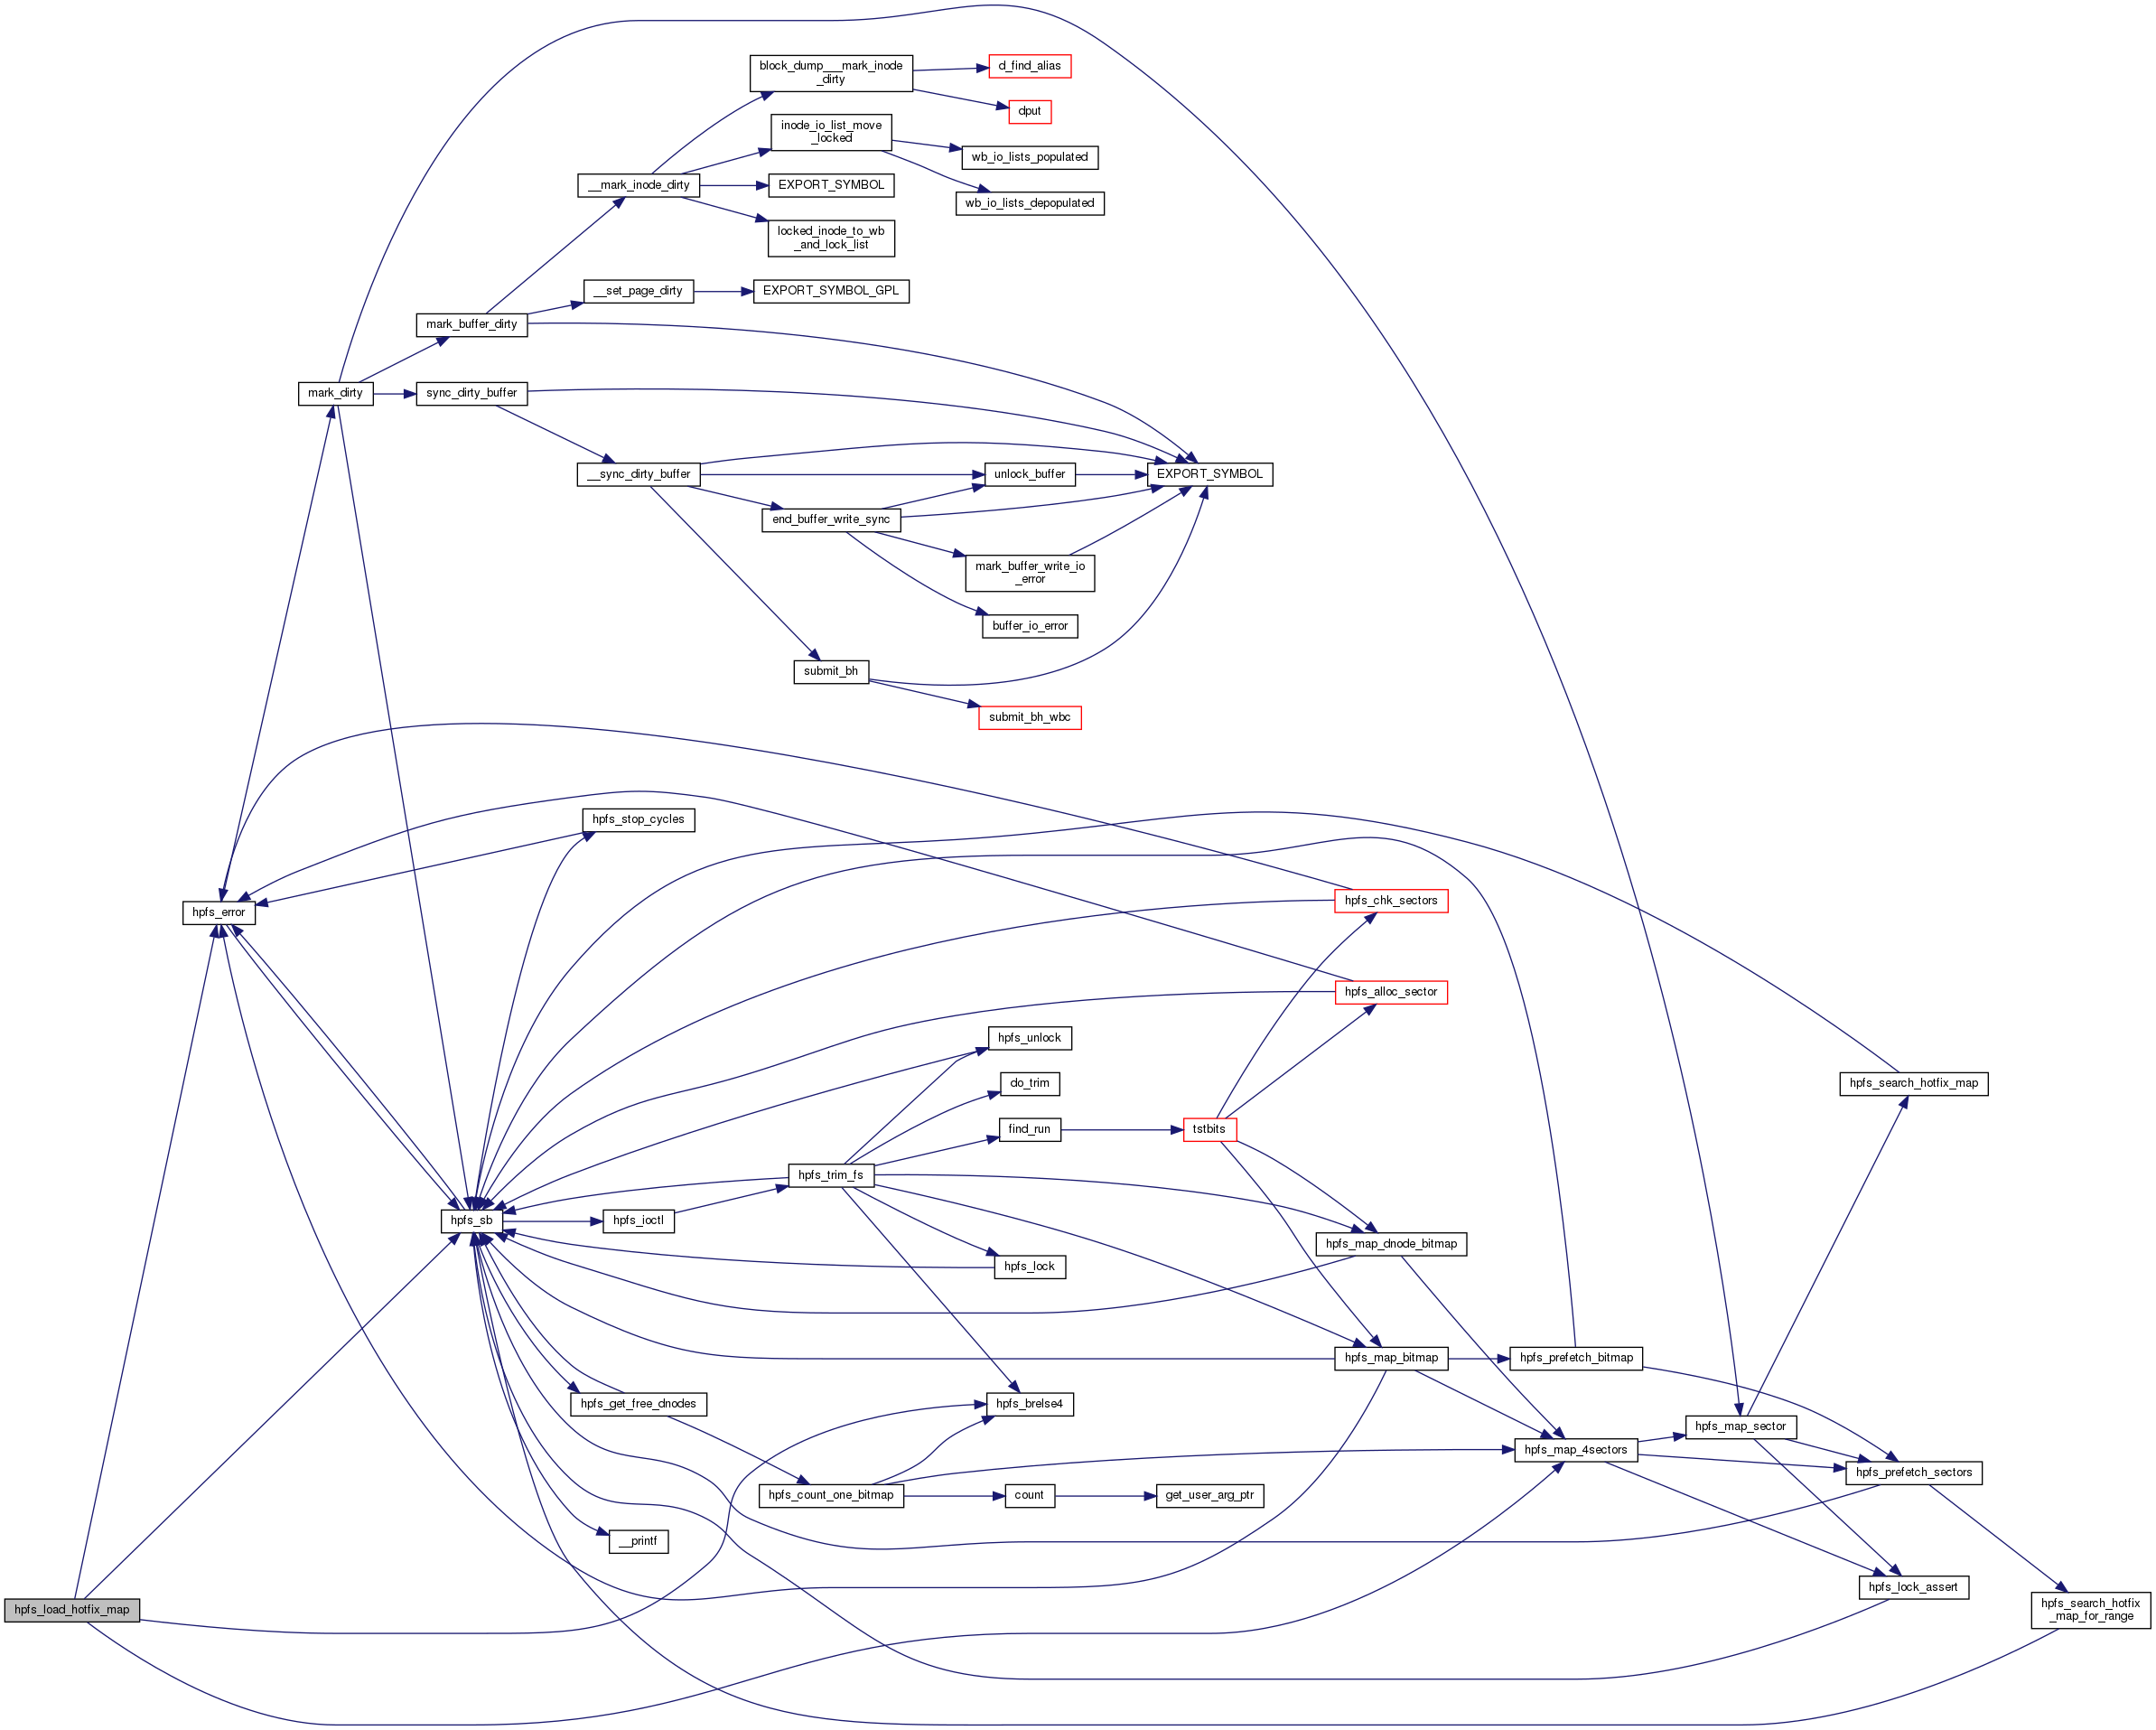 block_dump___mark_inode
_dirty
d_find_alias
dput
inode_io_list_move
_locked
wb_io_lists_populated
__mark_inode_dirty
EXPORT_SYMBOL
wb_io_lists_depopulated
locked_inode_to_wb
_and_lock_list
__set_page_dirty
EXPORT_SYMBOL_GPL
mark_buffer_dirty
mark_dirty
sync_dirty_buffer
__sync_dirty_buffer
unlock_buffer
EXPORT_SYMBOL
end_buffer_write_sync
mark_buffer_write_io
_error
buffer_io_error
submit_bh
submit_bh_wbc
hpfs_stop_cycles
hpfs_error
hpfs_chk_sectors
hpfs_alloc_sector
hpfs_unlock
do_trim
hpfs_search_hotfix_map
find_run
tstbits
hpfs_trim_fs
hpfs_sb
hpfs_ioctl
hpfs_map_dnode_bitmap
hpfs_lock
hpfs_map_bitmap
hpfs_prefetch_bitmap
hpfs_get_free_dnodes
hpfs_brelse4
hpfs_map_sector
hpfs_map_4sectors
hpfs_prefetch_sectors
hpfs_count_one_bitmap
count
get_user_arg_ptr
__printf
hpfs_lock_assert
hpfs_load_hotfix_map
hpfs_search_hotfix
_map_for_range